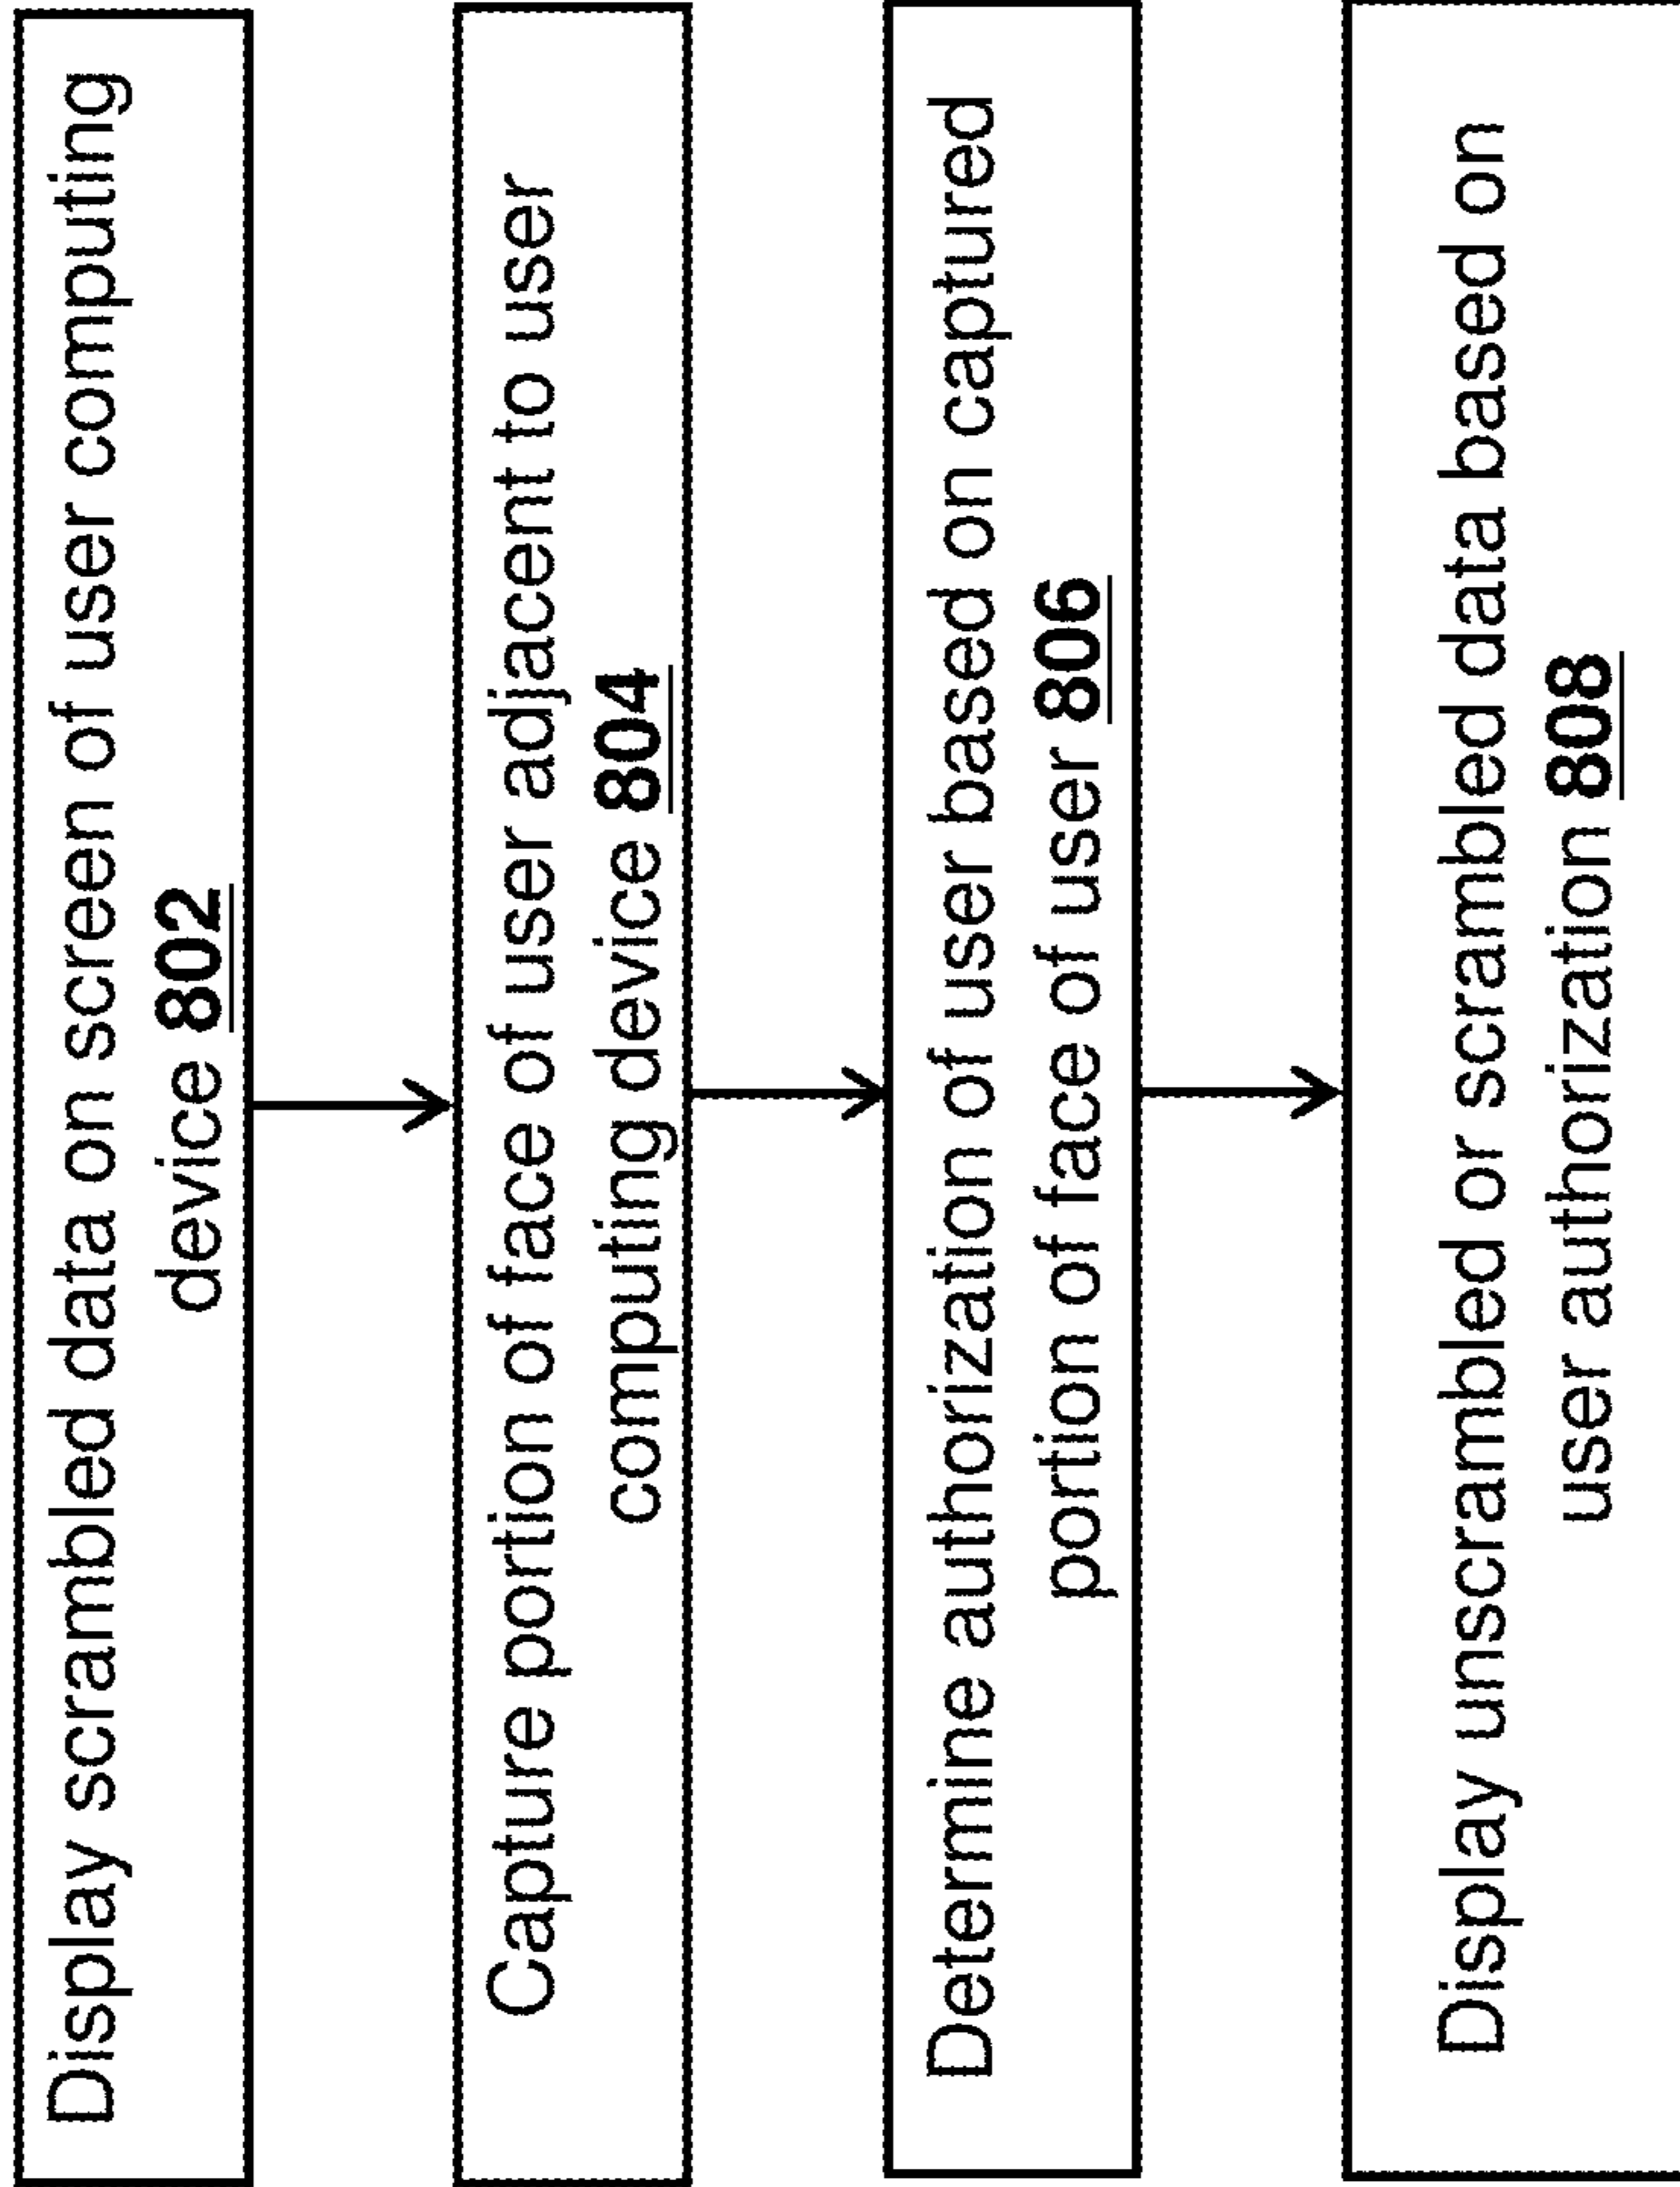 Display scrambled data on screen of user computing
device 802
Capture portion of face of user adjacent to user
computing device 804
Determine authorization of user based on captured
portion of face of user 806
Display unscrambled or scrambled data based on
user authorization 808